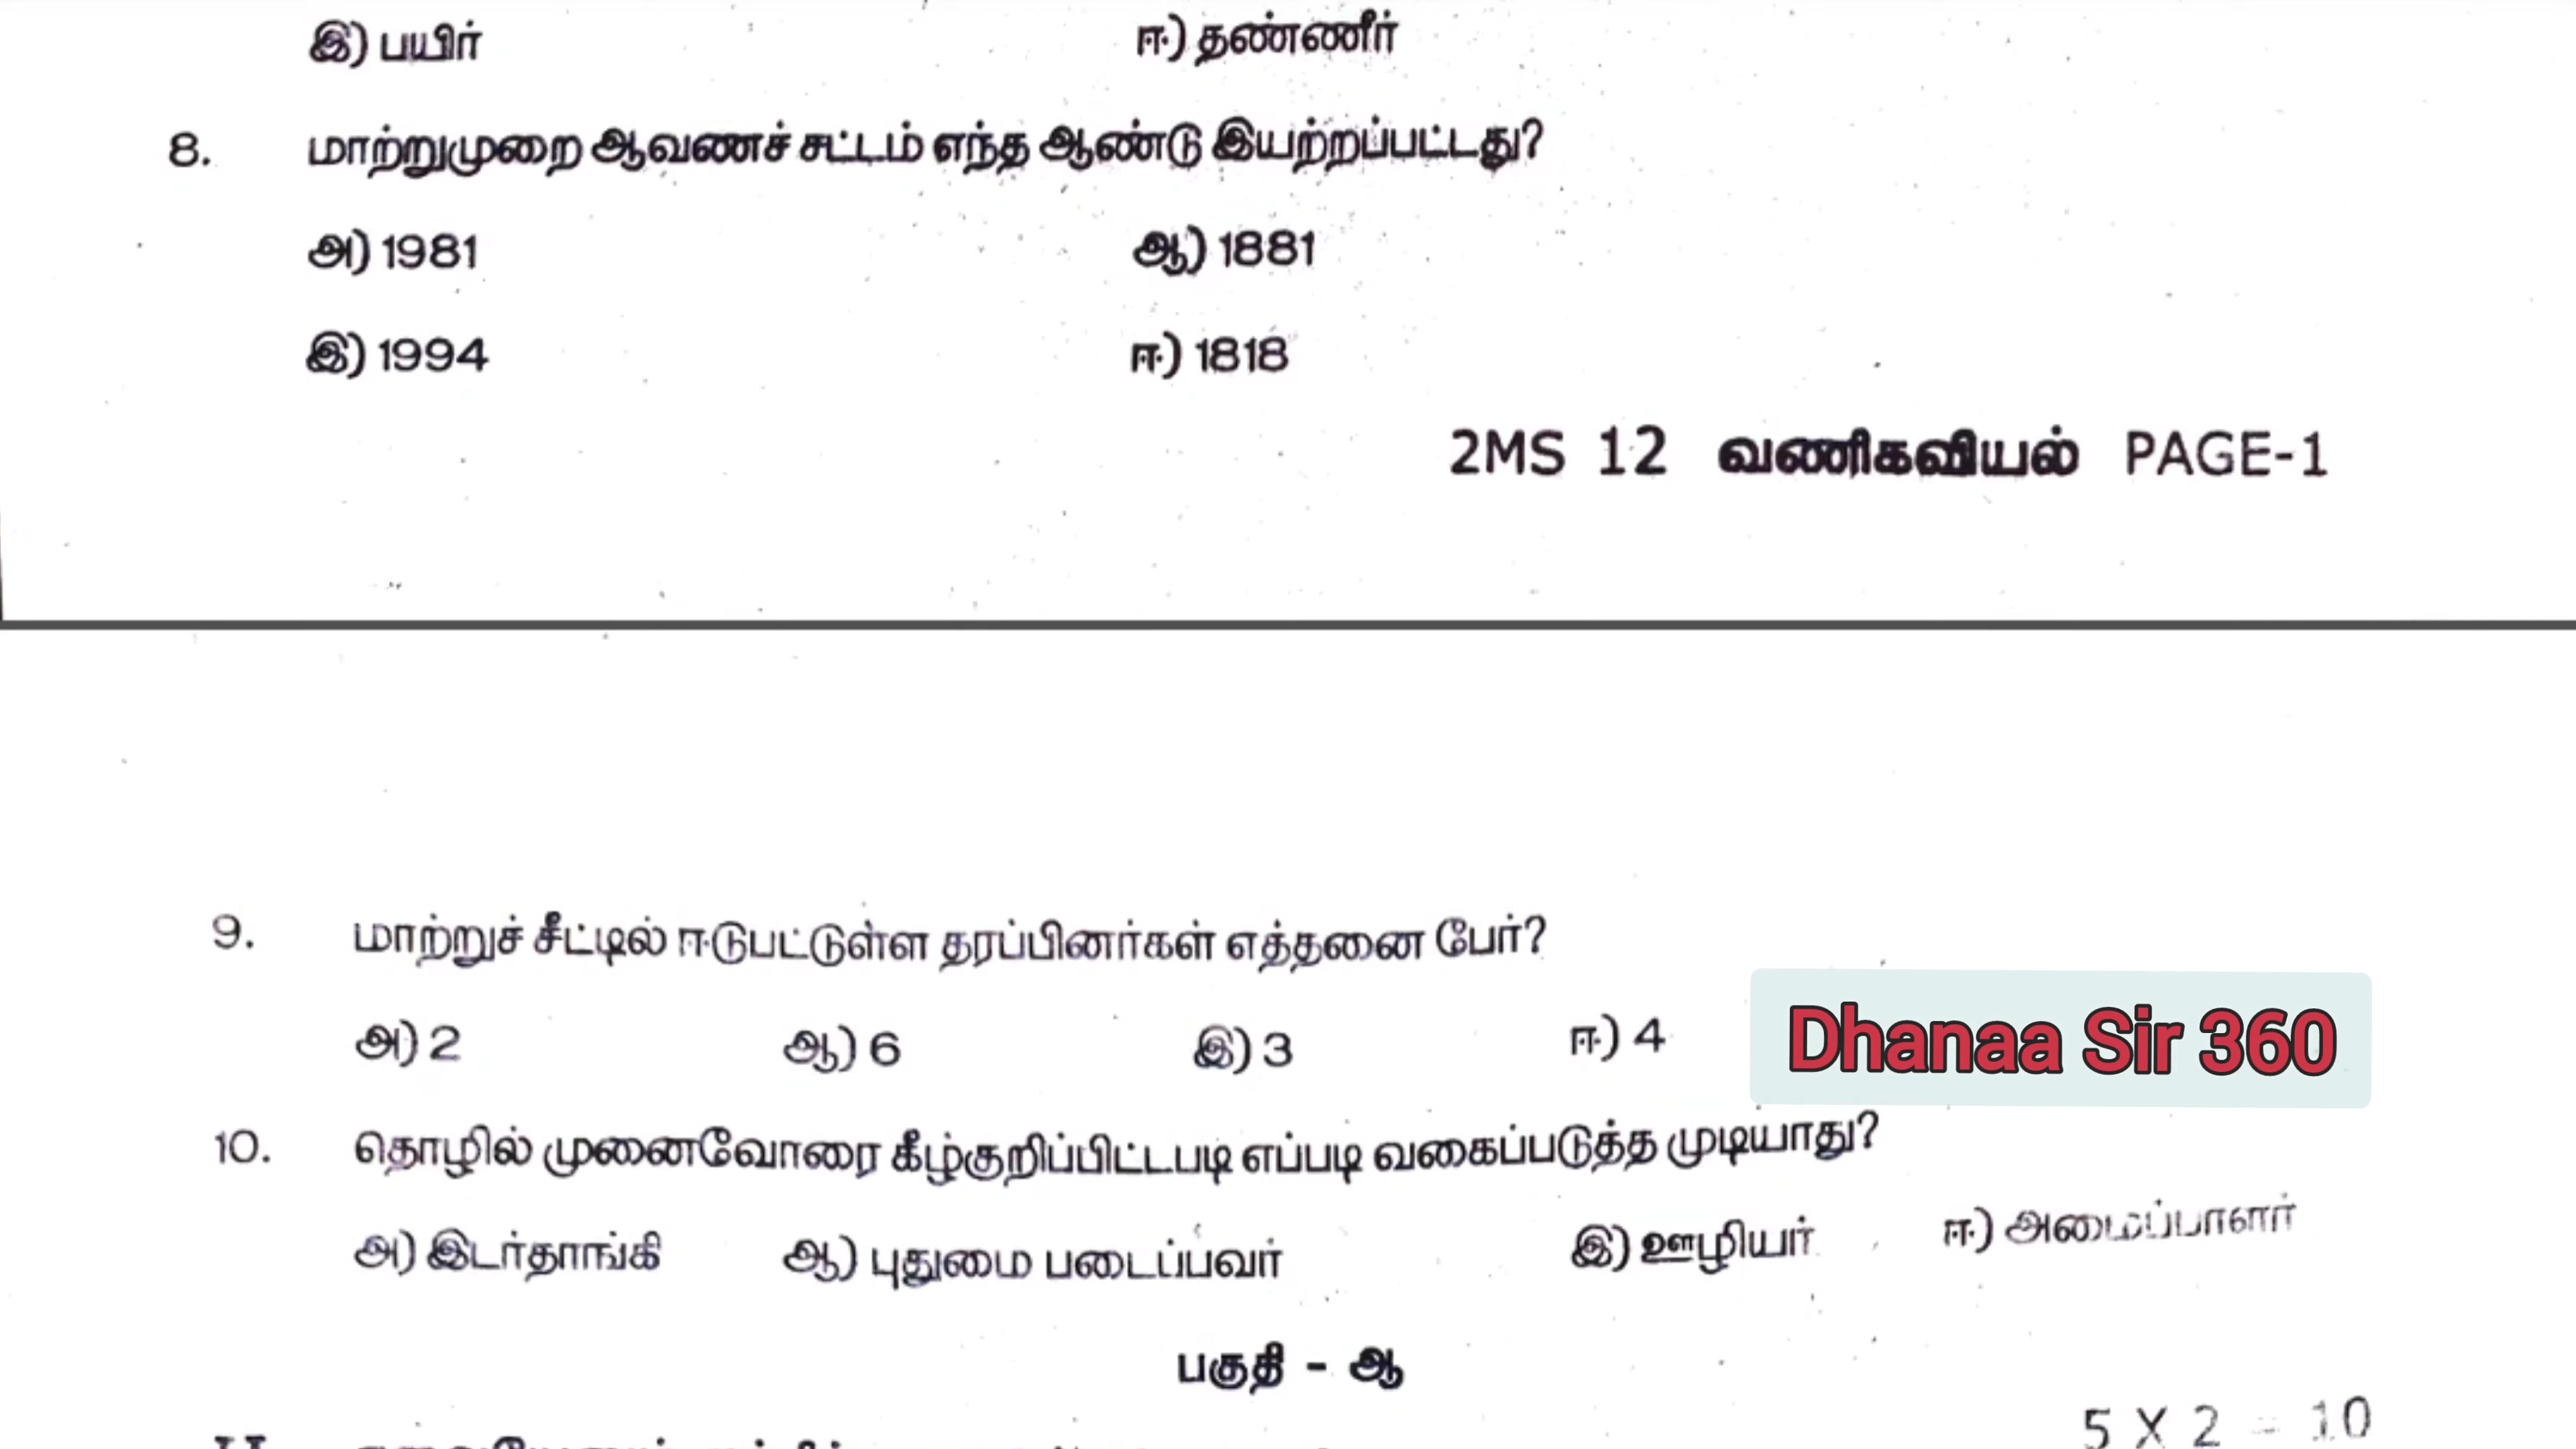 இ) பயிர் ஈ) தண்ணீர்
8. மாற்றுமுறை ஆவணச் சட்டம் எந்த ஆண்டு இயற்றப்பட்டது?
அ) 1981 ஆ) 1881
இ) 1994 ஈ) 1818
2MS 12 வணிகவியல் PAGE-1
9. மாற்றுச் சீட்டில் ஈடுபட்டுள்ள தரப்பினர்கள் எத்தனை பேர்?
அ) 2 ஆ) 6 இ) 3 ஈ) 4
Dhanaa Sir 360
10. தொழில் முனைவோரை கீழ்குறிப்பிட்டபடி எப்படி வகைப்படுத்த முடியாது?
அ) இடர்தாங்கி ஆ) புதுமை படைப்பவர் இ) ஊழியர் ஈ) அமைப்பாளர்
பகுதி - ஆ
5 X 2 = 10